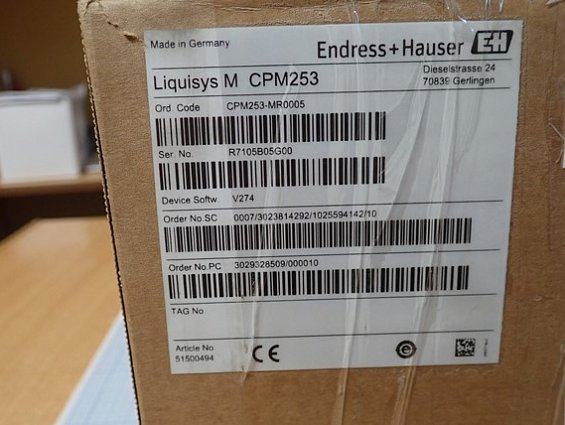 Made in Germany
Endress+Hauser EH
Dieselstrasse 24
70839 Gerlingen
Liquisys M CPM253
Ord. Code CPM253-MR0005
Ser. No. R7105B05G00
Device Softw. V274
Order No.SC 0007/3023814292/1025594142/10
Order No.PC 3029328509/000010
TAG No
Article No
51500494
CE